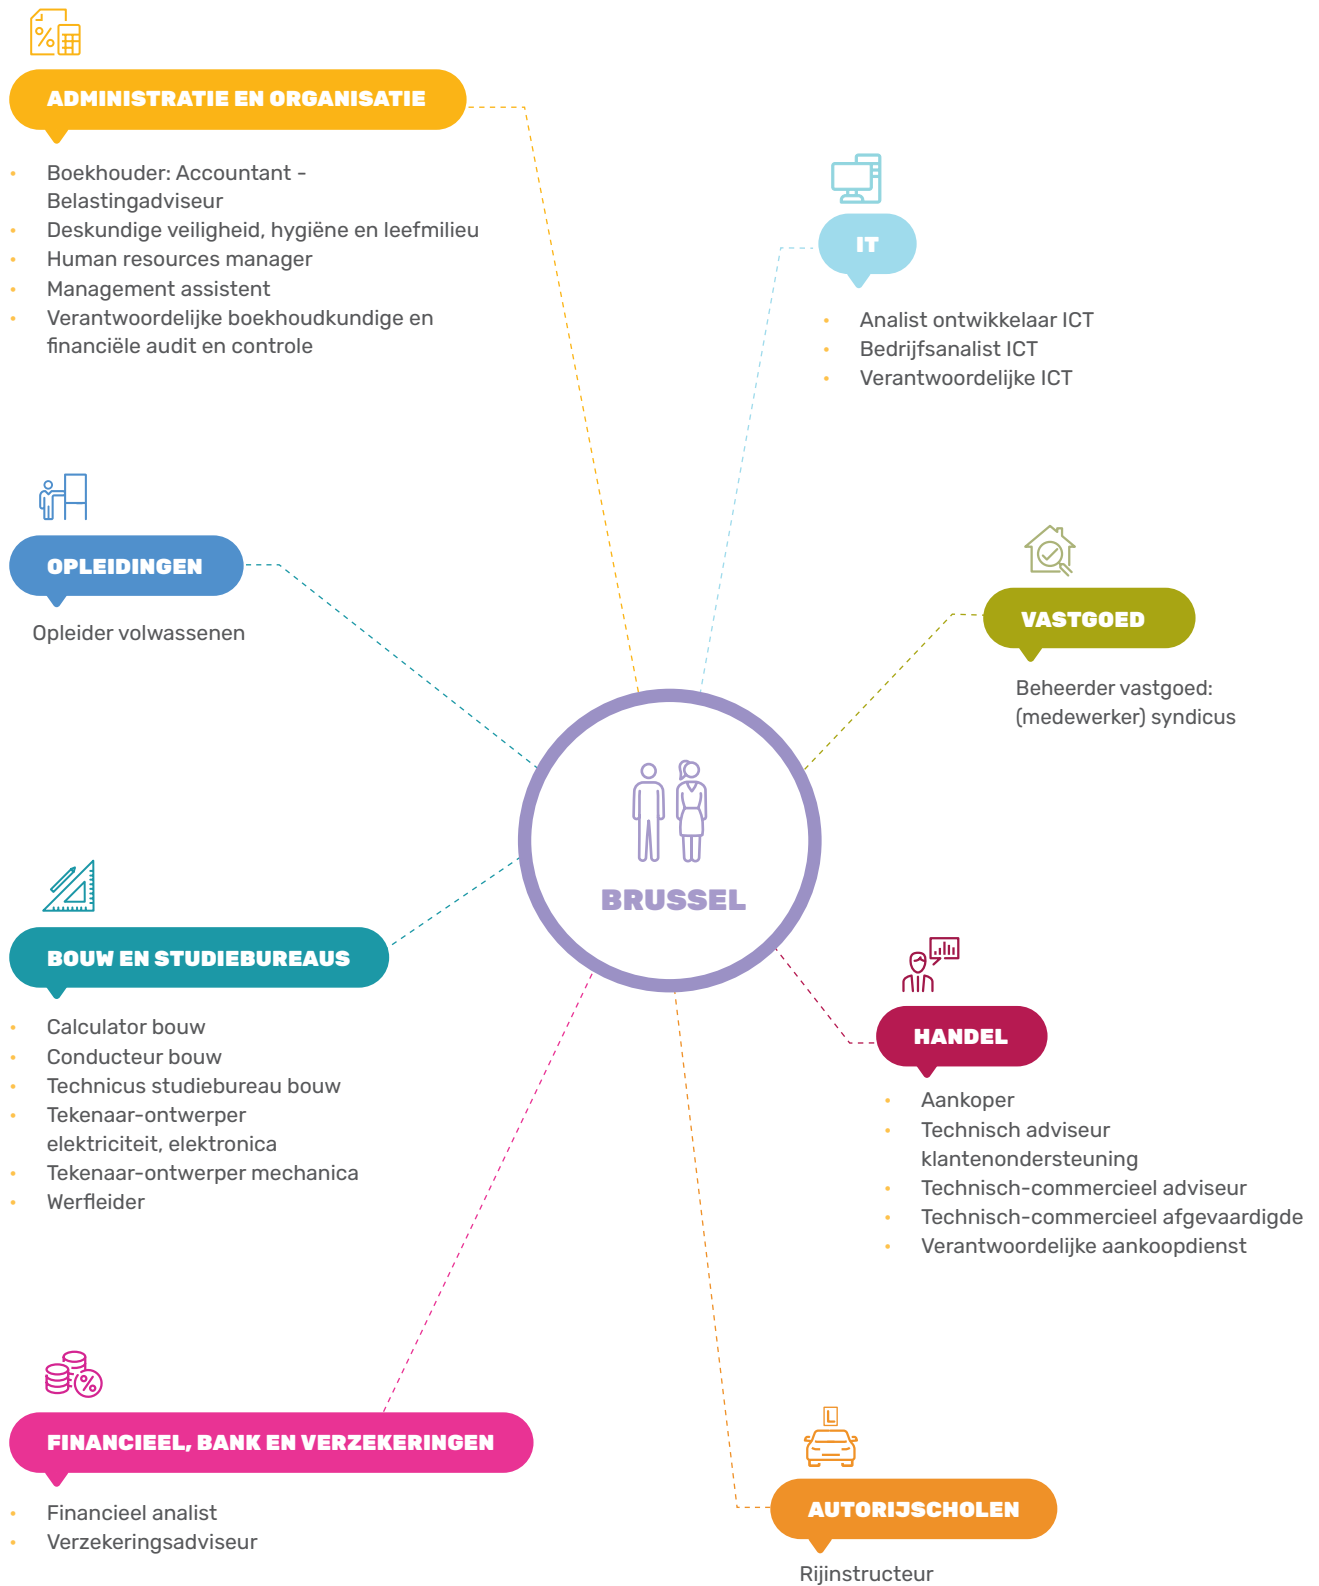 ADMINISTRATIE EN ORGANISATIE
• Boekhouder: Accountant -
Belastingadviseur
• Deskundige veiligheid, hygiëne en leefmilieu
• Human resources manager
• Management assistent
• Verantwoordelijke boekhoudkundige en
financiële audit en controle
IT
• Analist ontwikkelaar ICT
• Bedrijfsanalist ICT
• Verantwoordelijke ICT
OPLEIDINGEN
Opleider volwassenen
VASTGOED
Beheerder vastgoed:
(medewerker) syndicus
BRUSSEL
BOUW EN STUDIEBUREAUS
• Calculator bouw
• Conducteur bouw
• Technicus studiebureau bouw
• Tekenaar-ontwerper
elektriciteit, elektronica
• Tekenaar-ontwerper mechanica
• Werfleider
HANDEL
• Aankoper
• Technisch adviseur
klantenondersteuning
• Technisch-commercieel adviseur
• Technisch-commercieel afgevaardigde
• Verantwoordelijke aankoopdienst
FINANCIEEL, BANK EN VERZEKERINGEN
• Financieel analist
• Verzekeringsadviseur
L
AUTORIJSCHOLEN
Rijinstructeur